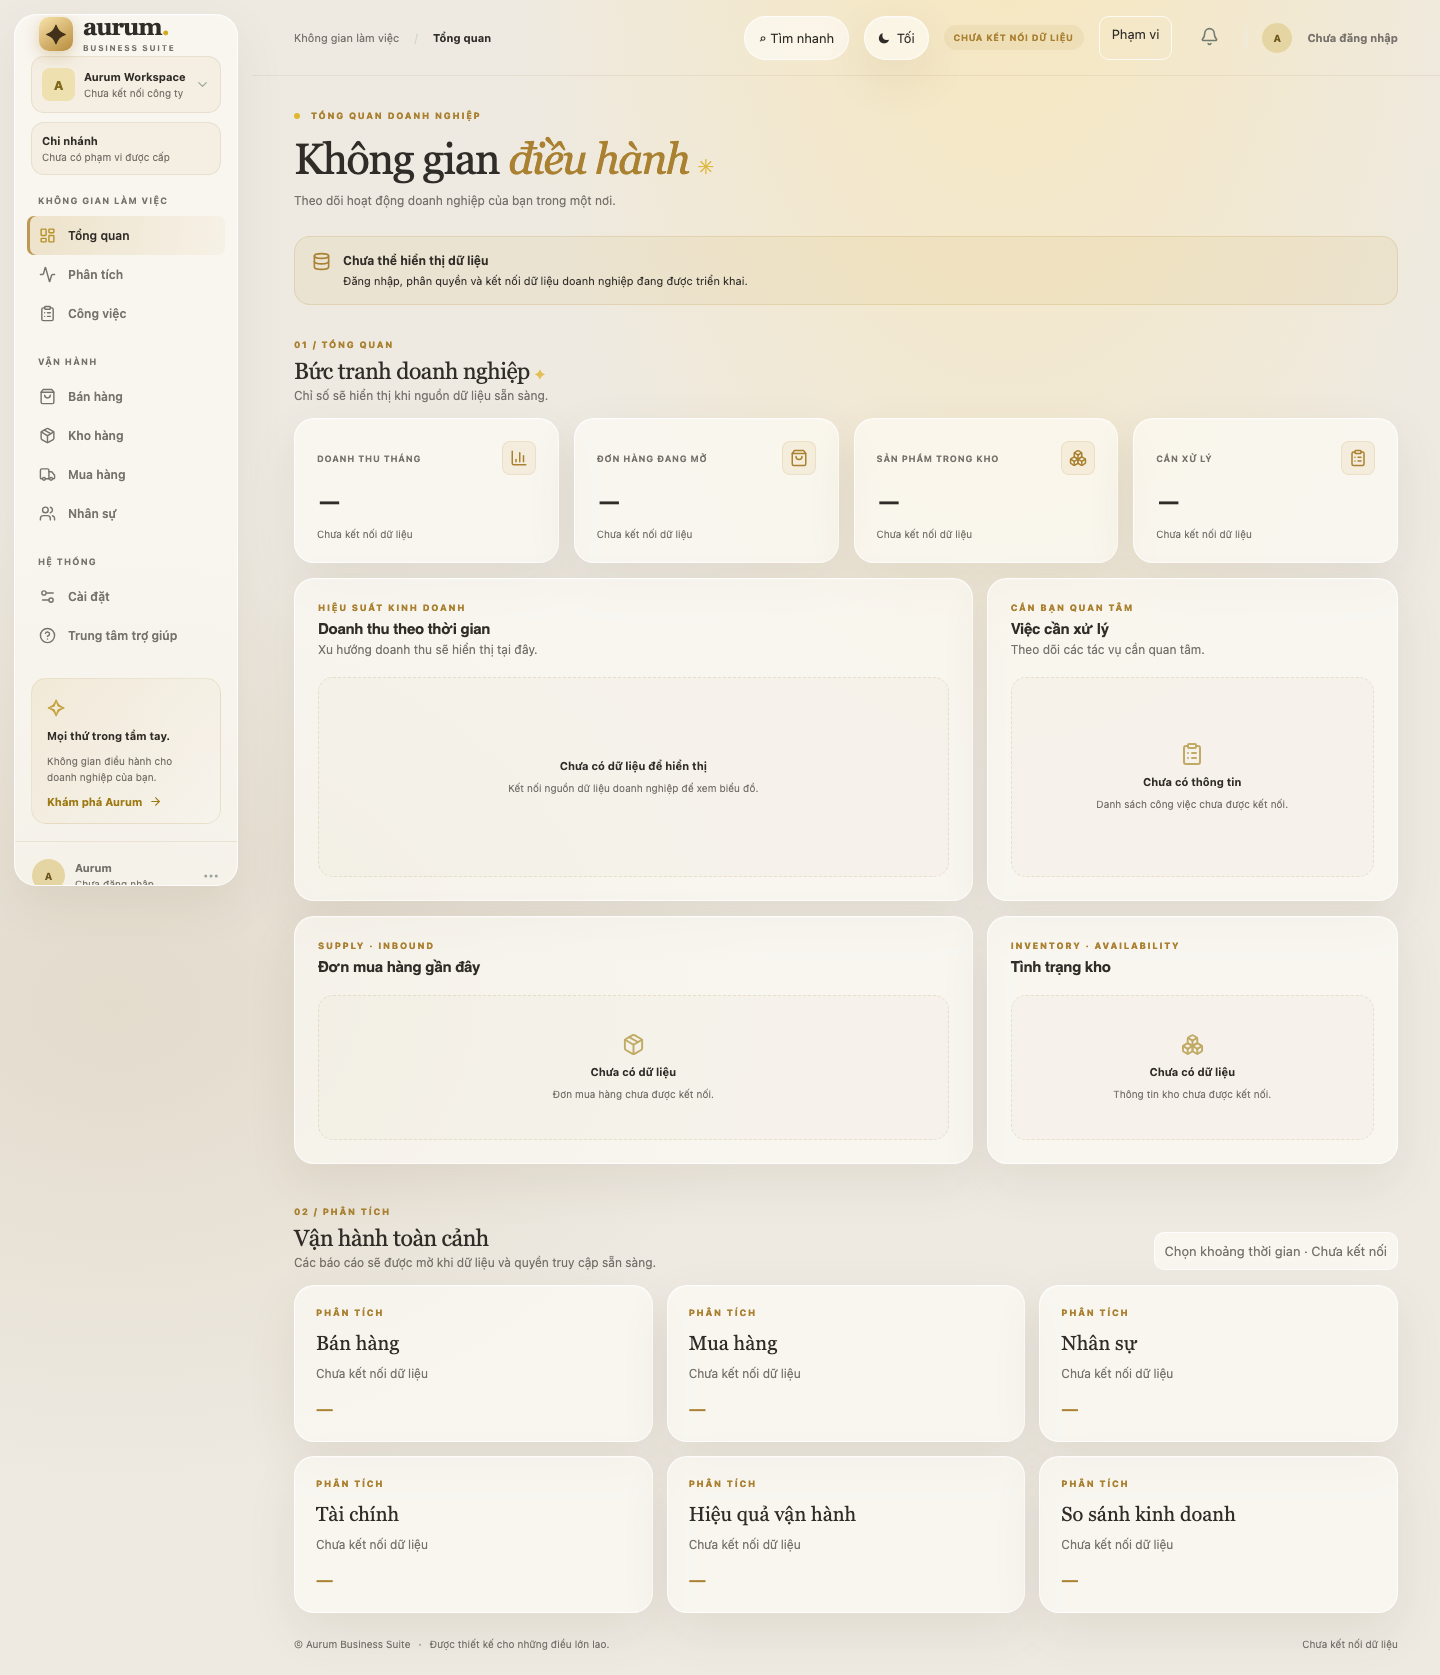 aurum.
BUSINESS SUITE
A
Aurum Workspace
Chưa kết nối công ty
Chi nhánh
Chưa có phạm vi được cấp
KHÔNG GIAN LÀM VIỆC
Tổng quan
Phân tích
Công việc
VẬN HÀNH
Bán hàng
Kho hàng
Mua hàng
Nhân sự
HỆ THỐNG
Cài đặt
Trung tâm trợ giúp
Mọi thứ trong tầm tay.
Không gian điều hành cho
doanh nghiệp của bạn.
Khám phá Aurum →
A
Aurum
Chưa đăng nhập
Không gian làm việc / Tổng quan
Tìm nhanh
Tối
CHƯA KẾT NỐI DỮ LIỆU
Phạm vi
A
Chưa đăng nhập
TỔNG QUAN DOANH NGHIỆP
Không gian điều hành
Theo dõi hoạt động doanh nghiệp của bạn trong một nơi.
Chưa thể hiển thị dữ liệu
Đăng nhập, phân quyền và kết nối dữ liệu doanh nghiệp đang được triển khai.
01 / TỔNG QUAN
Bức tranh doanh nghiệp
Chỉ số sẽ hiển thị khi nguồn dữ liệu sẵn sàng.
DOANH THU THÁNG
—
Chưa kết nối dữ liệu
ĐƠN HÀNG ĐANG MỞ
—
Chưa kết nối dữ liệu
SẢN PHẨM TRONG KHO
—
Chưa kết nối dữ liệu
CẦN XỬ LÝ
—
Chưa kết nối dữ liệu
HIỆU SUẤT KINH DOANH
Doanh thu theo thời gian
Xu hướng doanh thu sẽ hiển thị tại đây.
Chưa có dữ liệu để hiển thị
Kết nối nguồn dữ liệu doanh nghiệp để xem biểu đồ.
CẦN BẠN QUAN TÂM
Việc cần xử lý
Theo dõi các tác vụ cần quan tâm.
Chưa có thông tin
Danh sách công việc chưa được kết nối.
SUPPLY · INBOUND
Đơn mua hàng gần đây
Chưa có dữ liệu
Đơn mua hàng chưa được kết nối.
INVENTORY · AVAILABILITY
Tình trạng kho
Chưa có dữ liệu
Thông tin kho chưa được kết nối.
02 / PHÂN TÍCH
Vận hành toàn cảnh
Các báo cáo sẽ được mở khi dữ liệu và quyền truy cập sẵn sàng.
Chọn khoảng thời gian · Chưa kết nối
PHÂN TÍCH
Bán hàng
Chưa kết nối dữ liệu
—
PHÂN TÍCH
Mua hàng
Chưa kết nối dữ liệu
—
PHÂN TÍCH
Nhân sự
Chưa kết nối dữ liệu
—
PHÂN TÍCH
Tài chính
Chưa kết nối dữ liệu
—
PHÂN TÍCH
Hiệu quả vận hành
Chưa kết nối dữ liệu
—
PHÂN TÍCH
So sánh kinh doanh
Chưa kết nối dữ liệu
—
© Aurum Business Suite · Được thiết kế cho những điều lớn lao.
Chưa kết nối dữ liệu